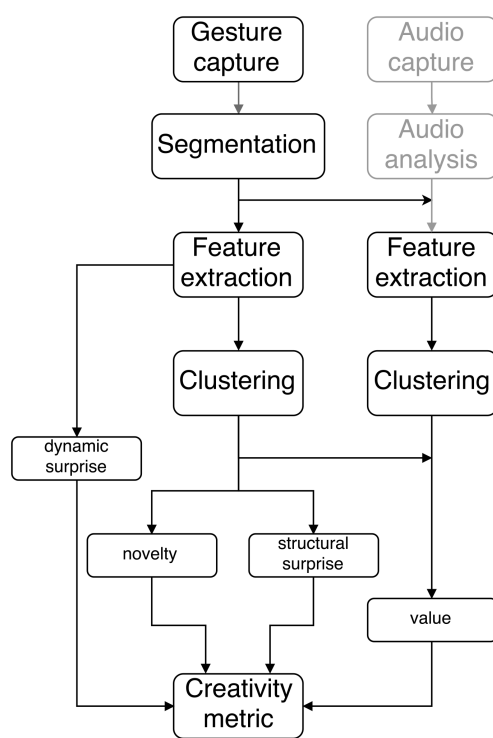 Gesture
capture
Audio
capture
Segmentation
Audio
analysis
Feature
extraction
Feature
extraction
Clustering
Clustering
dynamic
surprise
novelty
structural
surprise
value
Creativity
metric